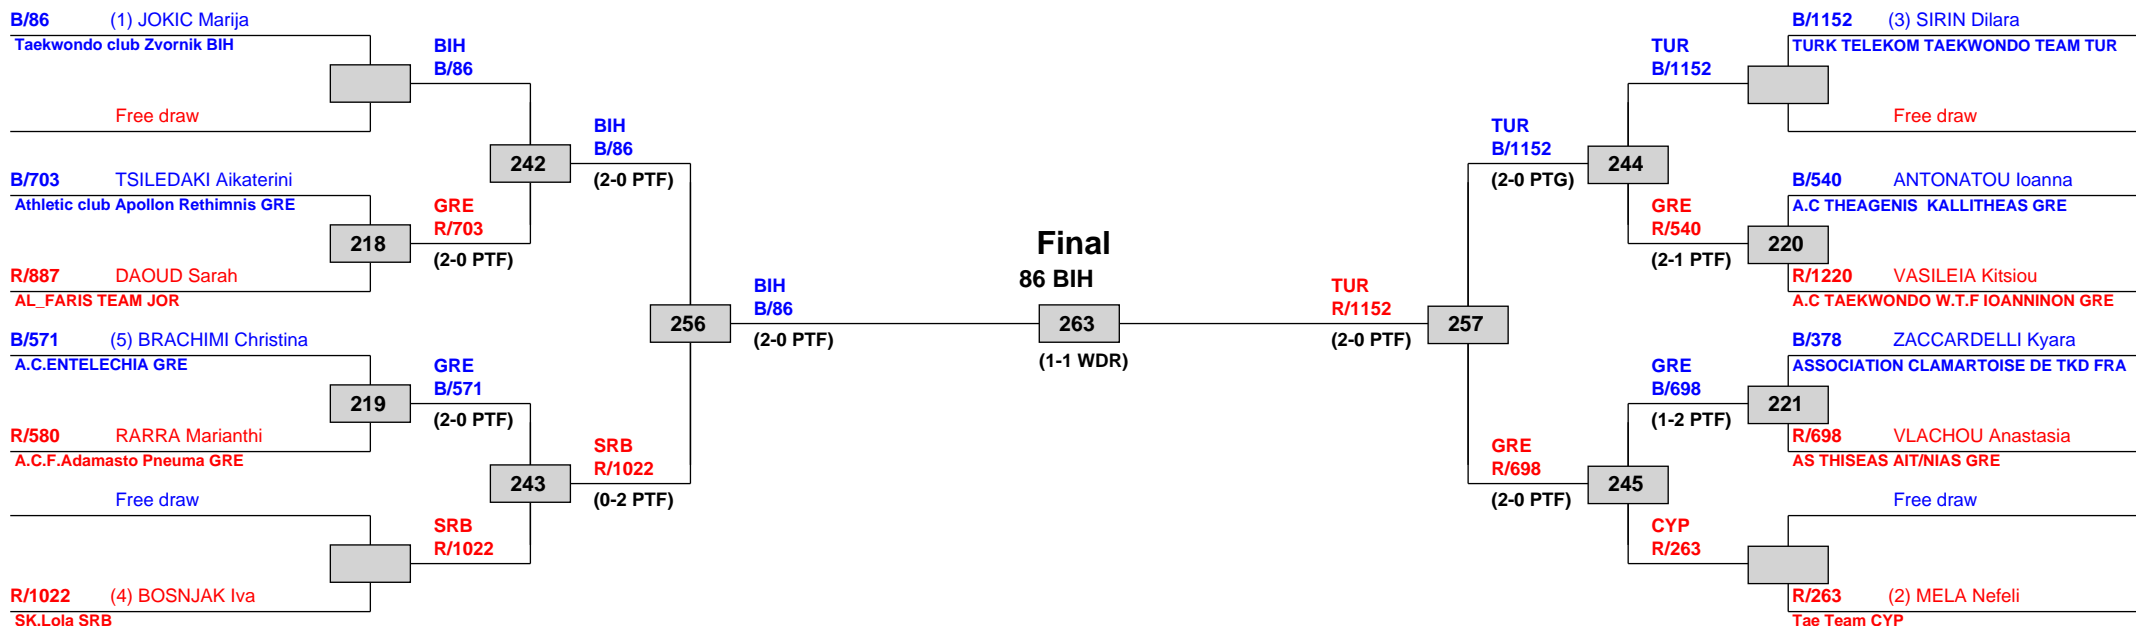 B/86 (1) JOKIC Marija
Taekwondo club Zvornik BIH
Free draw
B/703 TSILEDAKI Aikaterini
Athletic club Apollon Rethimnis GRE
218
R/887 DAOUD Sarah
AL_FARIS TEAM JOR
B/571 (5) BRACHIMI Christina
A.C.ENTELECHIA GRE
219
R/580 RARRA Marianthi
A.C.F.Adamasto Pneuma GRE
Free draw
R/1022 (4) BOSNJAK Iva
SK.Lola SRB
BIH
B/86
242
GRE
R/703
(2-0 PTF)
GRE
B/571
(2-0 PTF)
243
SRB
R/1022
BIH
B/86
(2-0 PTF)
256
SRB
R/1022
(0-2 PTF)
BIH
B/86
(2-0 PTF)
Final
86 BIH
263
(1-1 WDR)
TUR
R/1152
(2-0 PTF)
257
TUR
B/1152
(2-0 PTG)
GRE
R/698
(2-0 PTF)
244
245
TUR
B/1152
GRE
R/540
(2-1 PTF)
GRE
B/698
(1-2 PTF)
CYP
R/263
B/1152 (3) SIRIN Dilara
TURK TELEKOM TAEKWONDO TEAM TUR
Free draw
B/540 ANTONATOU Ioanna
A.C THEAGENIS KALLITHEAS GRE
220
R/1220 VASILEIA Kitsiou
A.C TAEKWONDO W.T.F IOANNINON GRE
B/378 ZACCARDELLI Kyara
ASSOCIATION CLAMARTOISE DE TKD FRA
221
R/698 VLACHOU Anastasia
AS THISEAS AIT/NIAS GRE
Free draw
R/263 (2) MELA Nefeli
Tae Team CYP